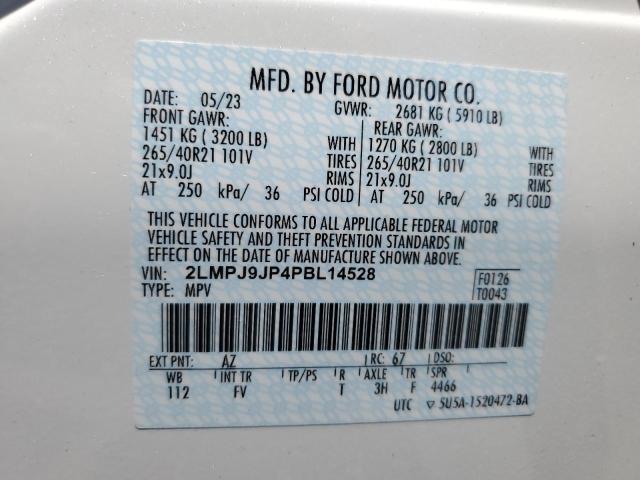 MFD. BY FORD MOTOR CO.
DATE: 05/23 GVWR: 2681 KG ( 5910 LB)
FRONT GAWR: REAR GAWR:
1451 KG ( 3200 LB) WITH 1270 KG ( 2800 LB) WITH
265/40R21 101V TIRES 265/40R21 101V TIRES
21x9.0J RIMS 21x9.0J RIMS
AT 250 kPa/ 36 PSI COLD AT 250 kPa/ 36 PSI COLD
THIS VEHICLE CONFORMS TO ALL APPLICABLE FEDERAL MOTOR
VEHICLE SAFETY AND THEFT PREVENTION STANDARDS IN
EFFECT ON THE DATE OF MANUFACTURE SHOWN ABOVE.
VIN: 2LMPJ9JP4PBL14528 F0126
TYPE: MPV T0043
EXT PNT: AZ RC: 67 DSO:
WB INT TR TP/PS R AXLE TR SPR
112 FV T 3H F 4466
UTC ▽ 5U5A-1520472-BA